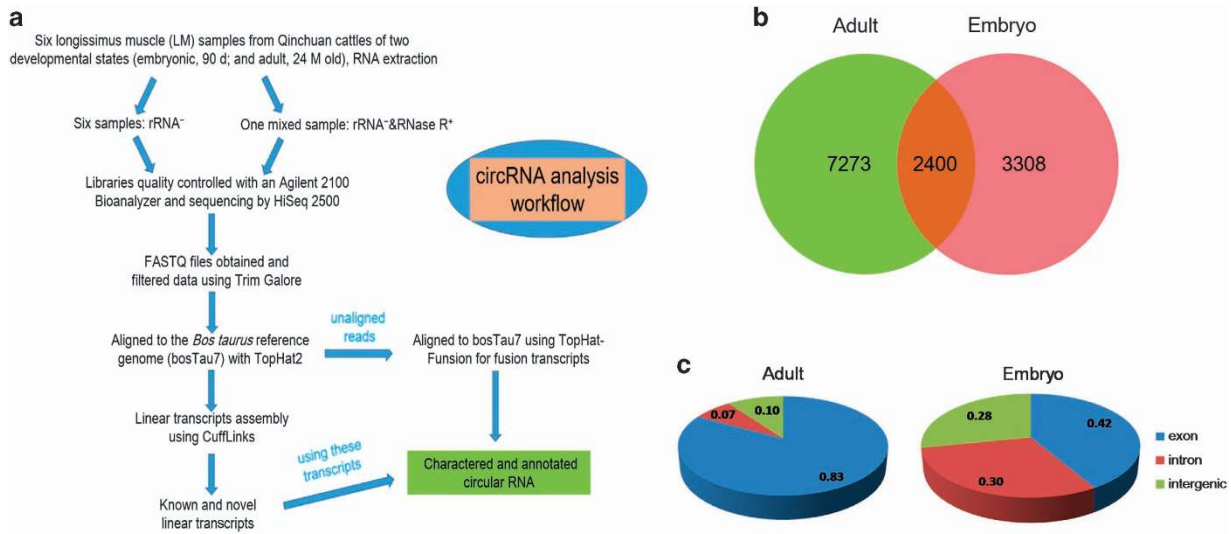 a
Six longissimus muscle (LM) samples from Qinchuan cattles of two
developmental states (embryonic, 90 d; and adult, 24 M old), RNA extraction
Six samples: rRNA⁻
One mixed sample: rRNA⁻&RNase R⁺
Libraries quality controlled with an Agilent 2100
Bioanalyzer and sequencing by HiSeq 2500
circRNA analysis
workflow
FASTQ files obtained and
filtered data using Trim Galore
Aligned to the Bos taurus reference
genome (bosTau7) with TopHat2
unaligned
reads
Aligned to bosTau7 using TopHat-
Funsion for fusion transcripts
Linear transcripts assembly
using CuffLinks
using these
transcripts
Charactered and annotated
circular RNA
Known and novel
linear transcripts
b
Adult
Embryo
7273
2400
3308
c
Adult
0.07
0.10
0.83
Embryo
0.28
0.42
0.30
exon
intron
intergenic